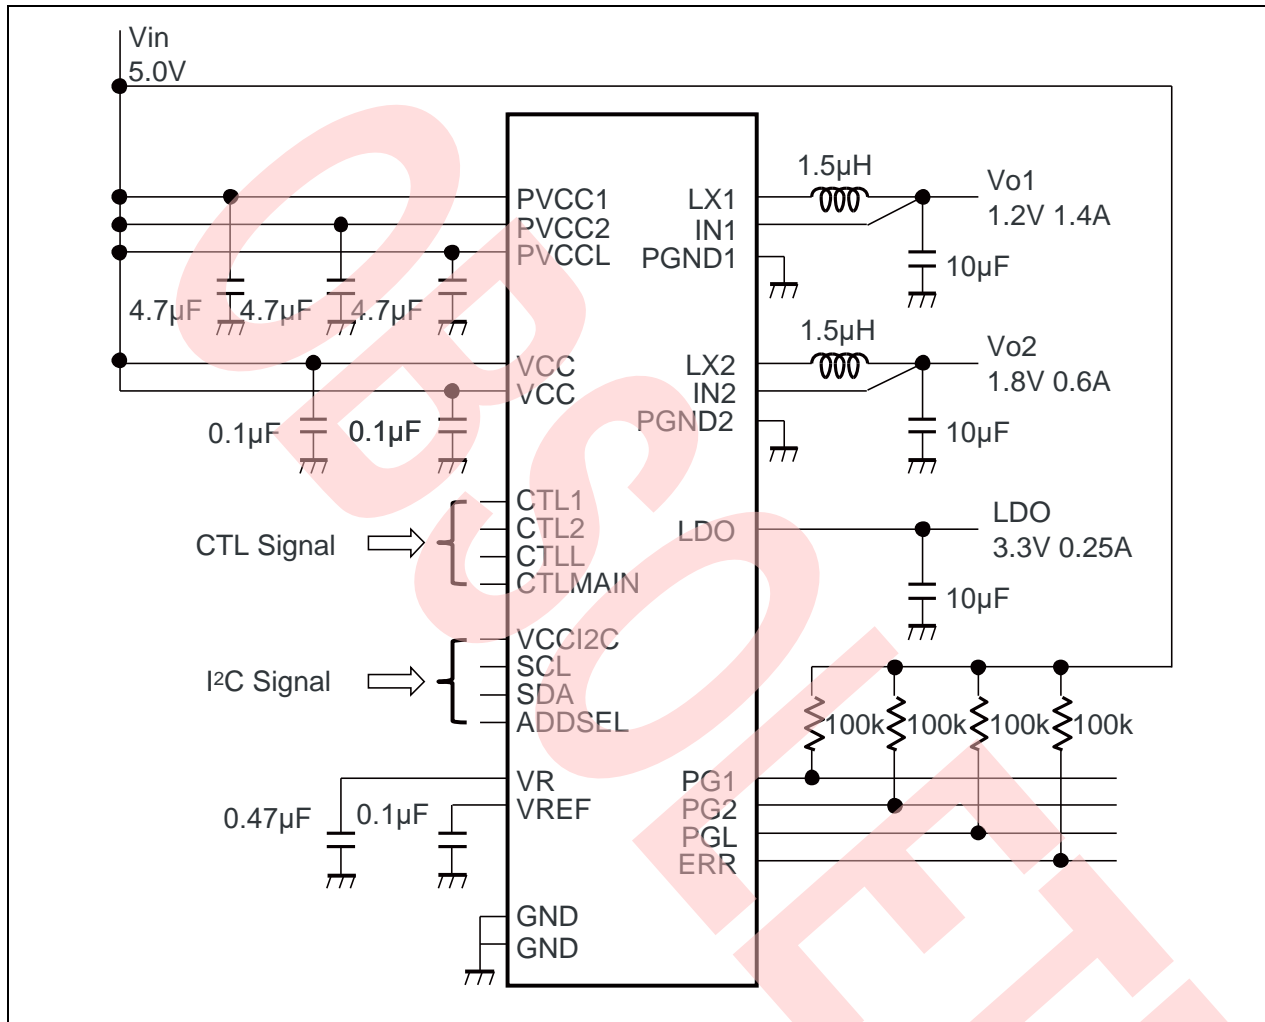 Vin
5.0V
PVCC1
PVCC2
PVCCL
4.7µF 4.7µF 4.7µF
VCC
VCC
0.1µF 0.1µF
CTL1
CTL2
CTLL
CTLMAIN
CTL Signal
VCCI2C
SCL
SDA
ADDSEL
I²C Signal
VR
VREF
0.47µF 0.1µF
GND
GND
LX1
IN1
PGND1
1.5µH
Vo1
1.2V 1.4A
10µF
LX2
IN2
PGND2
1.5µH
Vo2
1.8V 0.6A
10µF
LDO
LDO
3.3V 0.25A
10µF
100k 100k 100k 100k
PG1
PG2
PGL
ERR